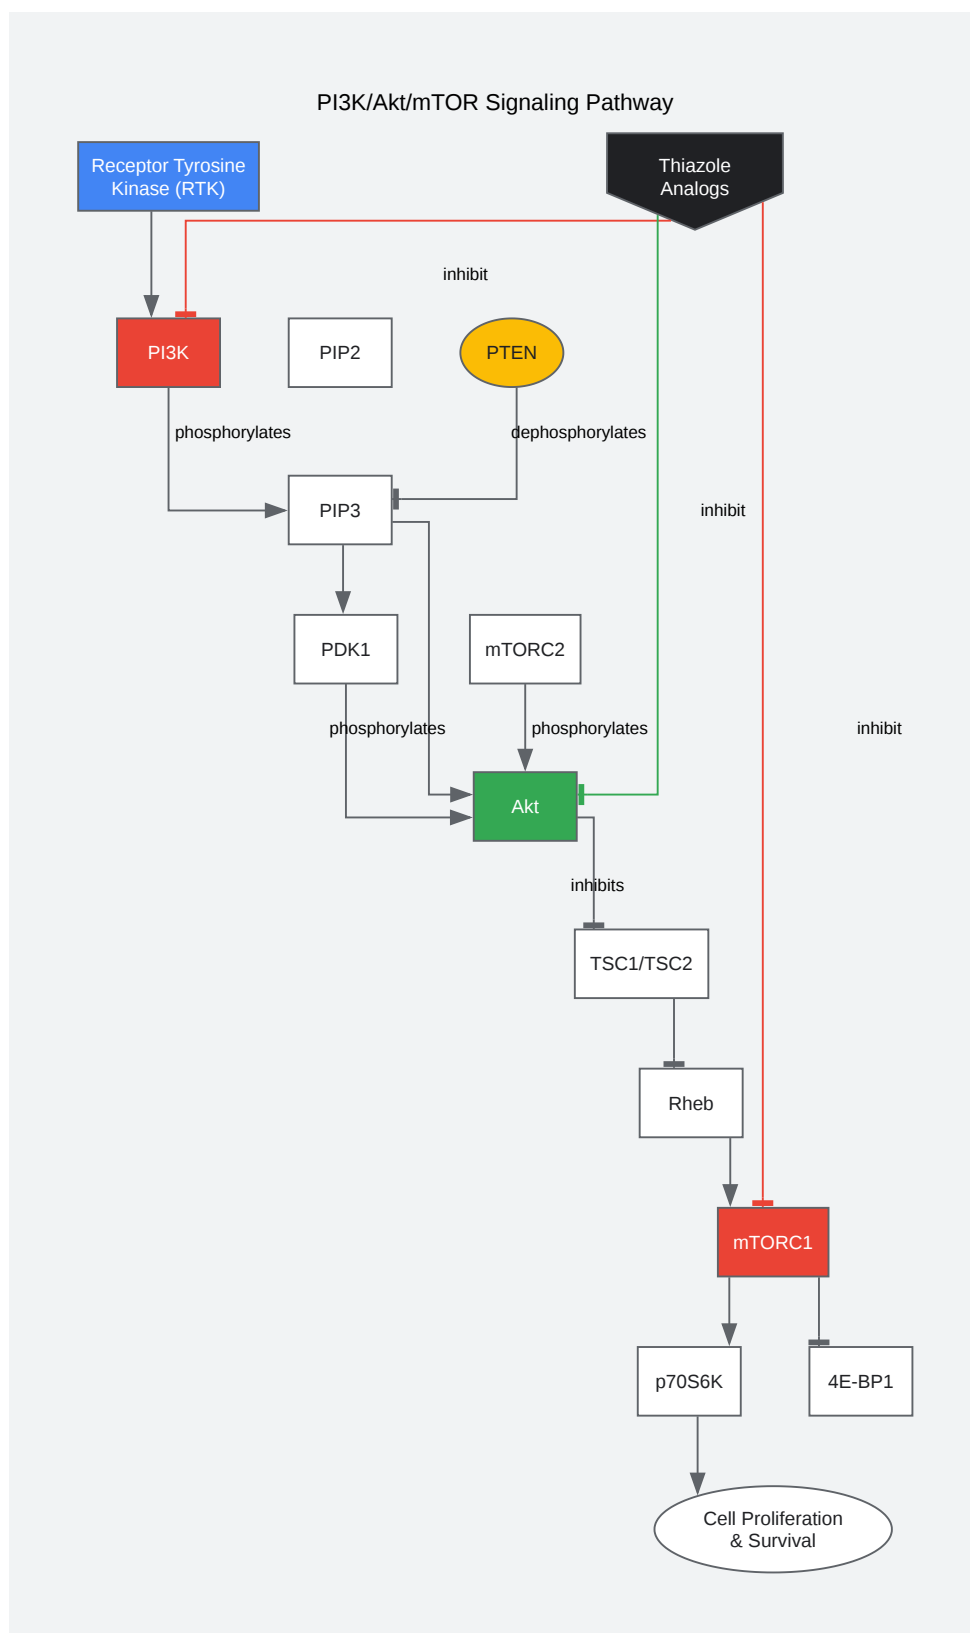 PI3K/Akt/mTOR Signaling Pathway
Receptor Tyrosine
Kinase (RTK)
Thiazole
Analogs
inhibit
PI3K
PIP2
PTEN
phosphorylates
dephosphorylates
PIP3
inhibit
PDK1
mTORC2
phosphorylates
phosphorylates
inhibit
Akt
inhibits
TSC1/TSC2
Rheb
mTORC1
p70S6K
4E-BP1
Cell Proliferation
& Survival